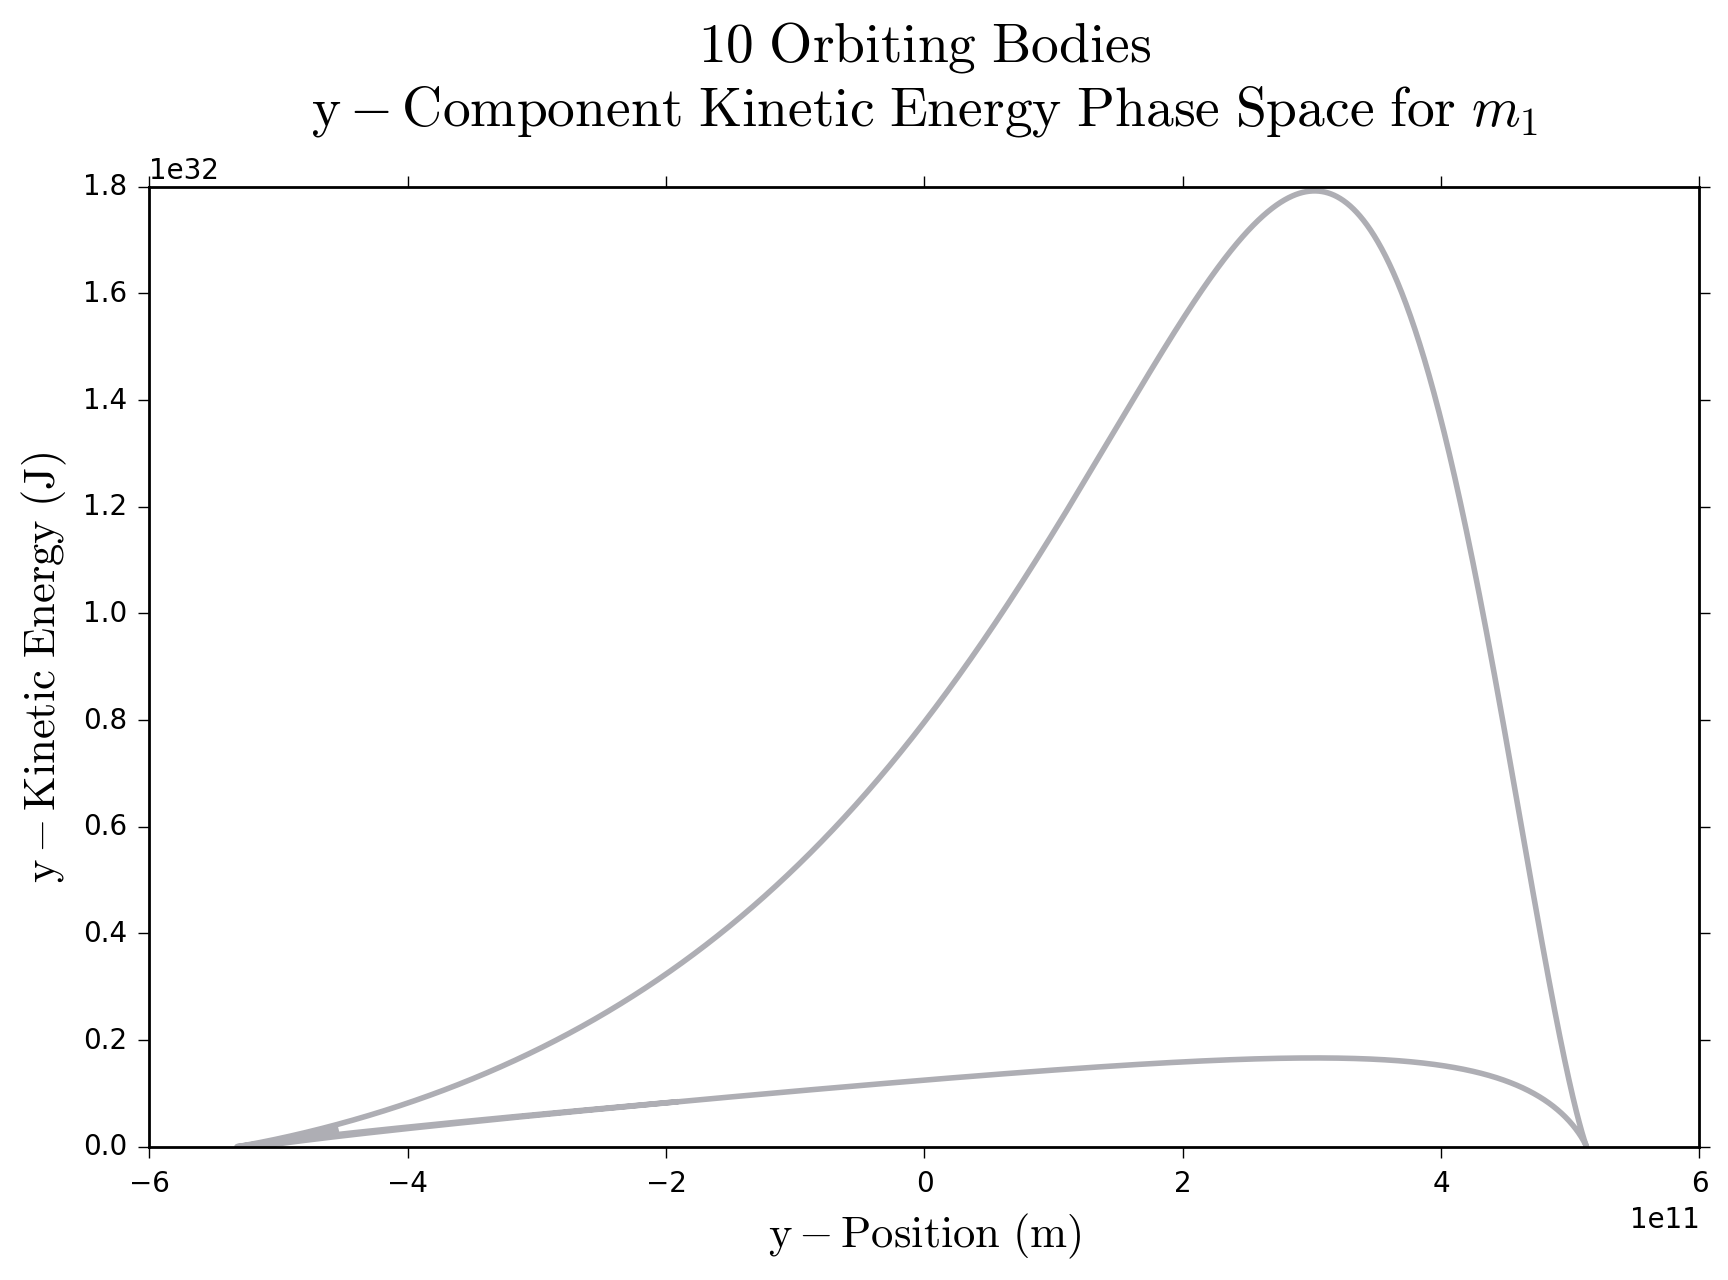 10 Orbiting Bodies
y − Component Kinetic Energy Phase Space for m₁
1e32
1.8
1.6
1.4
1.2
1.0
0.8
0.6
0.4
0.2
0.0
y − Kinetic Energy (J)
−6 −4 −2 0 2 4 6
1e11
y − Position (m)